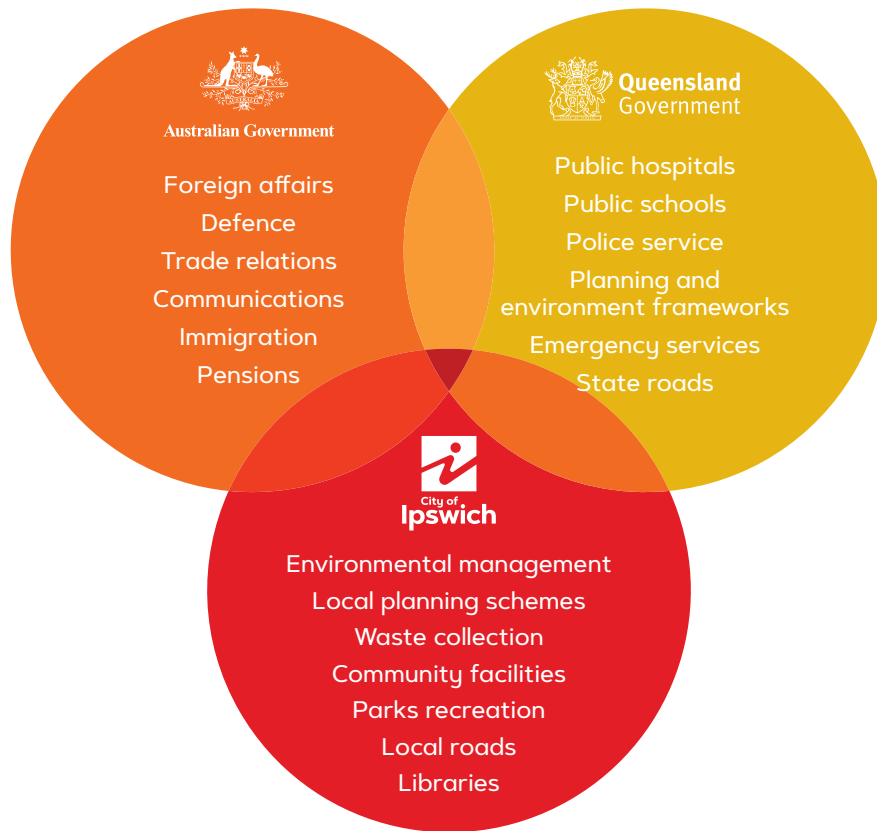 Australian Government
Foreign affairs
Defence
Trade relations
Communications
Immigration
Pensions
Queensland
Government
Public hospitals
Public schools
Police service
Planning and
environment frameworks
Emergency services
State roads
City of
Ipswich
Environmental management
Local planning schemes
Waste collection
Community facilities
Parks recreation
Local roads
Libraries